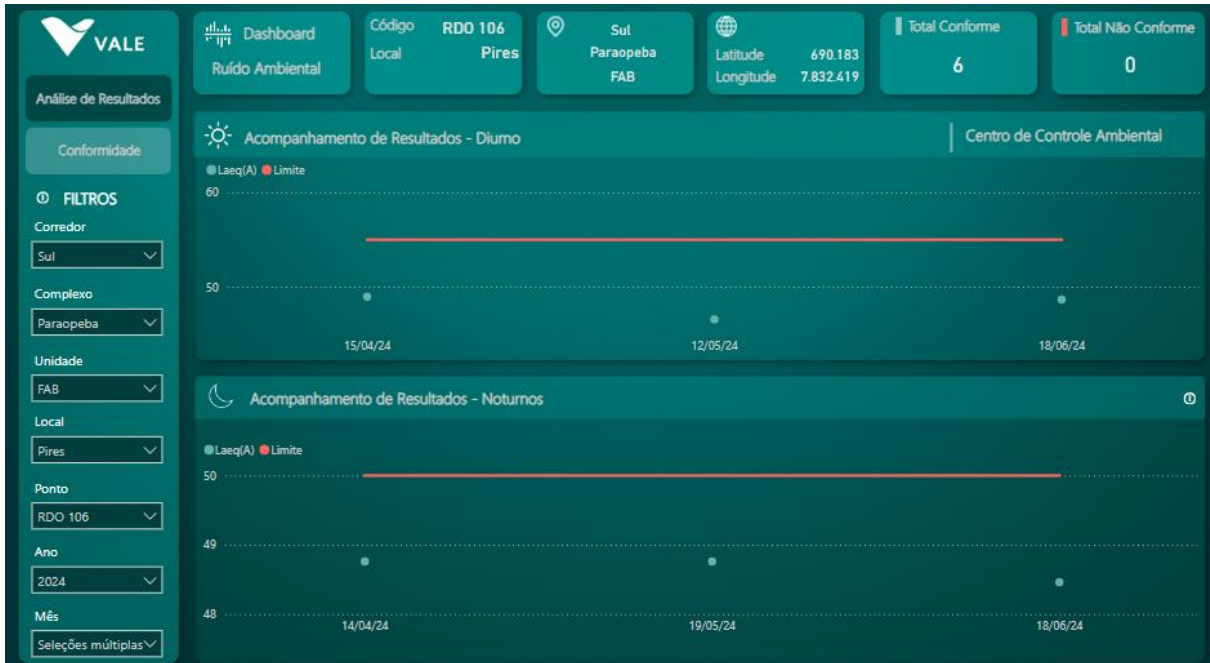 VALE
Análise de Resultados
Conformidade
FILTROS
Corredor
Sul
Complexo
Paraopeba
Unidade
FAB
Local
Pires
Ponto
RDO 106
Ano
2024
Mês
Seleções múltiplas
Dashboard
Ruído Ambiental
Código RDO 106
Local Pires
Sul
Paraopeba
FAB
Latitude 690.183
Longitude 7.832.419
Total Conforme
6
Total Não Conforme
0
Acompanhamento de Resultados - Diurno
Centro de Controle Ambiental
Laeq(A) Limite
60
50
15/04/24 12/05/24 18/06/24
Acompanhamento de Resultados - Noturnos
Laeq(A) Limite
50
49
48
14/04/24 19/05/24 18/06/24